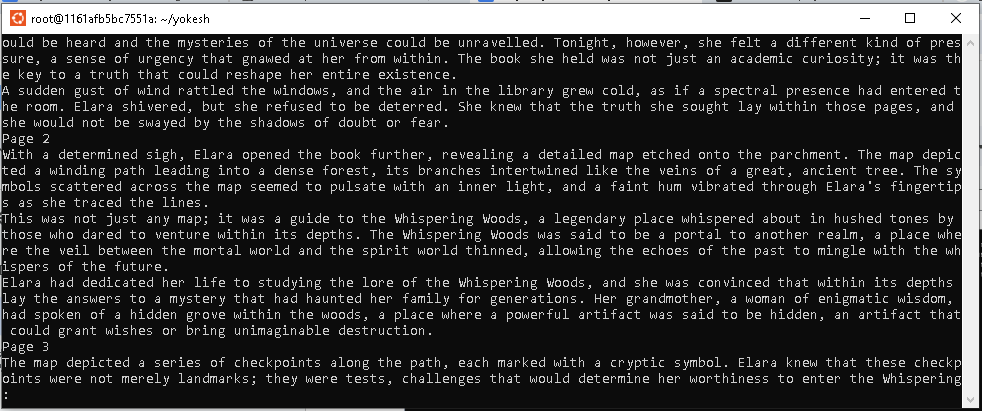 root@1161afb5bc7551a: ~/yokesh
ould be heard and the mysteries of the universe could be unravelled. Tonight, however, she felt a different kind of pres
sure, a sense of urgency that gnawed at her from within. The book she held was not just an academic curiosity; it was th
e key to a truth that could reshape her entire existence.
A sudden gust of wind rattled the windows, and the air in the library grew cold, as if a spectral presence had entered t
he room. Elara shivered, but she refused to be deterred. She knew that the truth she sought lay within those pages, and
she would not be swayed by the shadows of doubt or fear.
Page 2
With a determined sigh, Elara opened the book further, revealing a detailed map etched onto the parchment. The map depic
ted a winding path leading into a dense forest, its branches intertwined like the veins of a great, ancient tree. The sy
mbols scattered across the map seemed to pulsate with an inner light, and a faint hum vibrated through Elara's fingertip
s as she traced the lines.
This was not just any map; it was a guide to the Whispering Woods, a legendary place whispered about in hushed tones by
those who dared to venture within its depths. The Whispering Woods was said to be a portal to another realm, a place whe
re the veil between the mortal world and the spirit world thinned, allowing the echoes of the past to mingle with the wh
ispers of the future.
Elara had dedicated her life to studying the lore of the Whispering Woods, and she was convinced that within its depths
lay the answers to a mystery that had haunted her family for generations. Her grandmother, a woman of enigmatic wisdom,
had spoken of a hidden grove within the woods, a place where a powerful artifact was said to be hidden, an artifact that
could grant wishes or bring unimaginable destruction.
Page 3
The map depicted a series of checkpoints along the path, each marked with a cryptic symbol. Elara knew that these checkp
oints were not merely landmarks; they were tests, challenges that would determine her worthiness to enter the Whispering
: